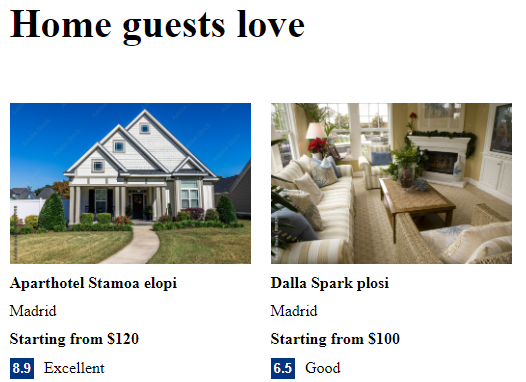 Home guests love
Aparthotel Stamoa elopi
Madrid
Starting from $120
8.9 Excellent
Dalla Spark plosi
Madrid
Starting from $100
6.5 Good